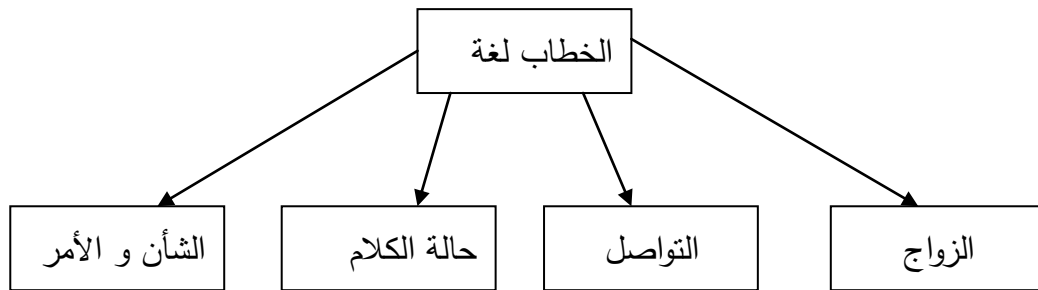 الخطاب لغة
الزواج
التواصل
حالة الكلام
الشأن و الأمر